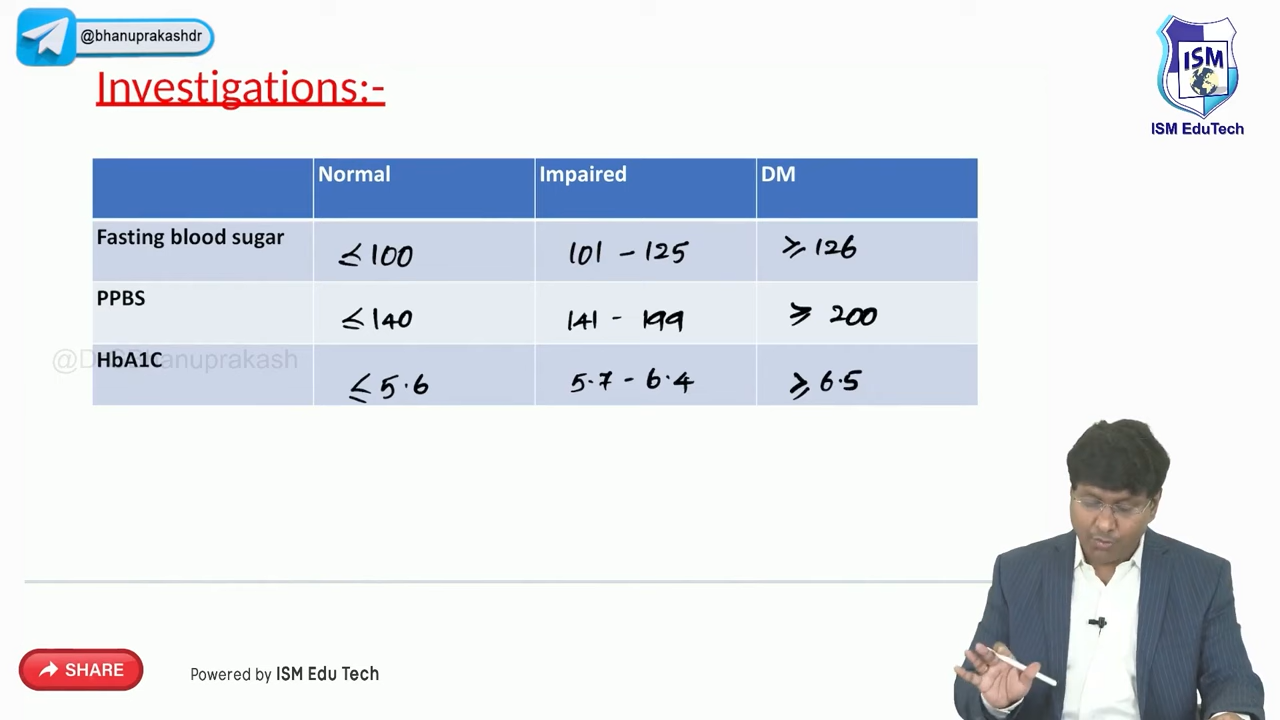 @bhanuprakashdr
ISM
ISM EduTech
Investigations:-
Normal Impaired DM
Fasting blood sugar ≤100 101 - 125 ≥126
PPBS ≤140 141 - 199 ≥ 200
HbA1C ≤5.6 5.7 - 6.4 ≥6.5
SHARE
Powered by ISM Edu Tech